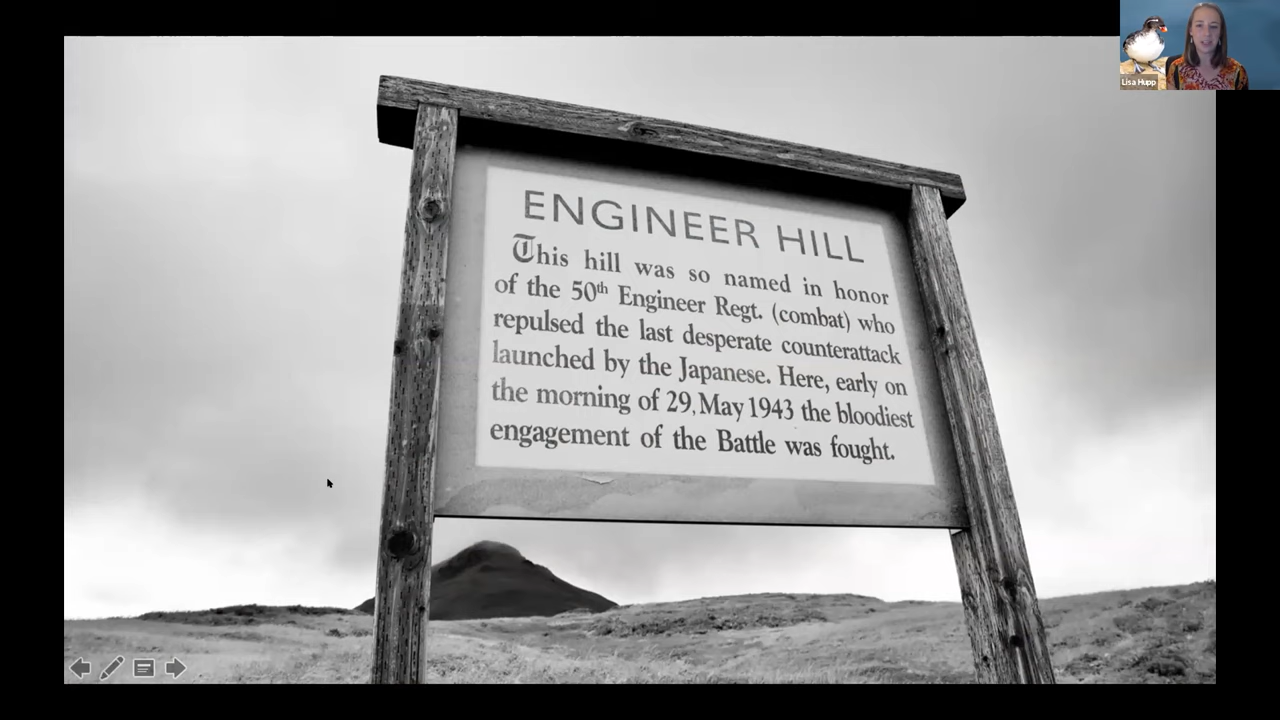 Lisa Hupp
ENGINEER HILL
This hill was so named in honor
of the 50th Engineer Regt. (combat) who
repulsed the last desperate counterattack
launched by the Japanese. Here, early on
the morning of 29, May 1943 the bloodiest
engagement of the Battle was fought.